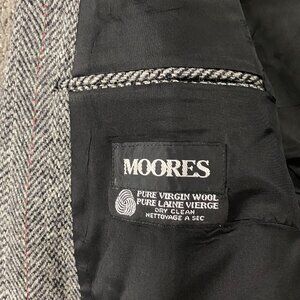 MOORES
PURE VIRGIN WOOL
PURE LAINE VIERGE
DRY CLEAN
NETTOYAGE A SEC